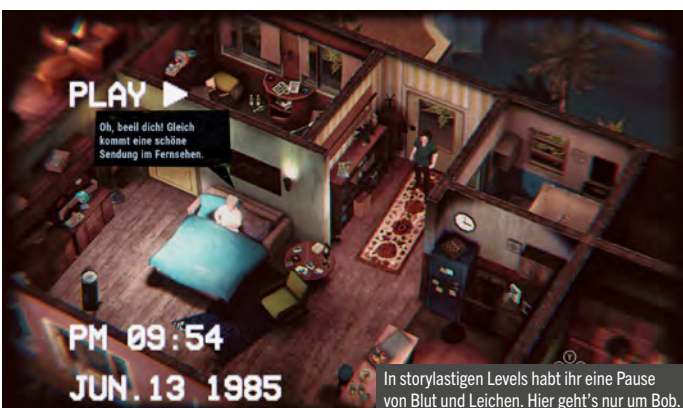 PLAY
Oh, beeil dich! Gleich
kommt eine schöne
Sendung im Fernsehen.
PM 09:54
JUN.13 1985
Y
In storylastigen Levels habt ihr eine Pause
von Blut und Leichen. Hier geht's nur um Bob.